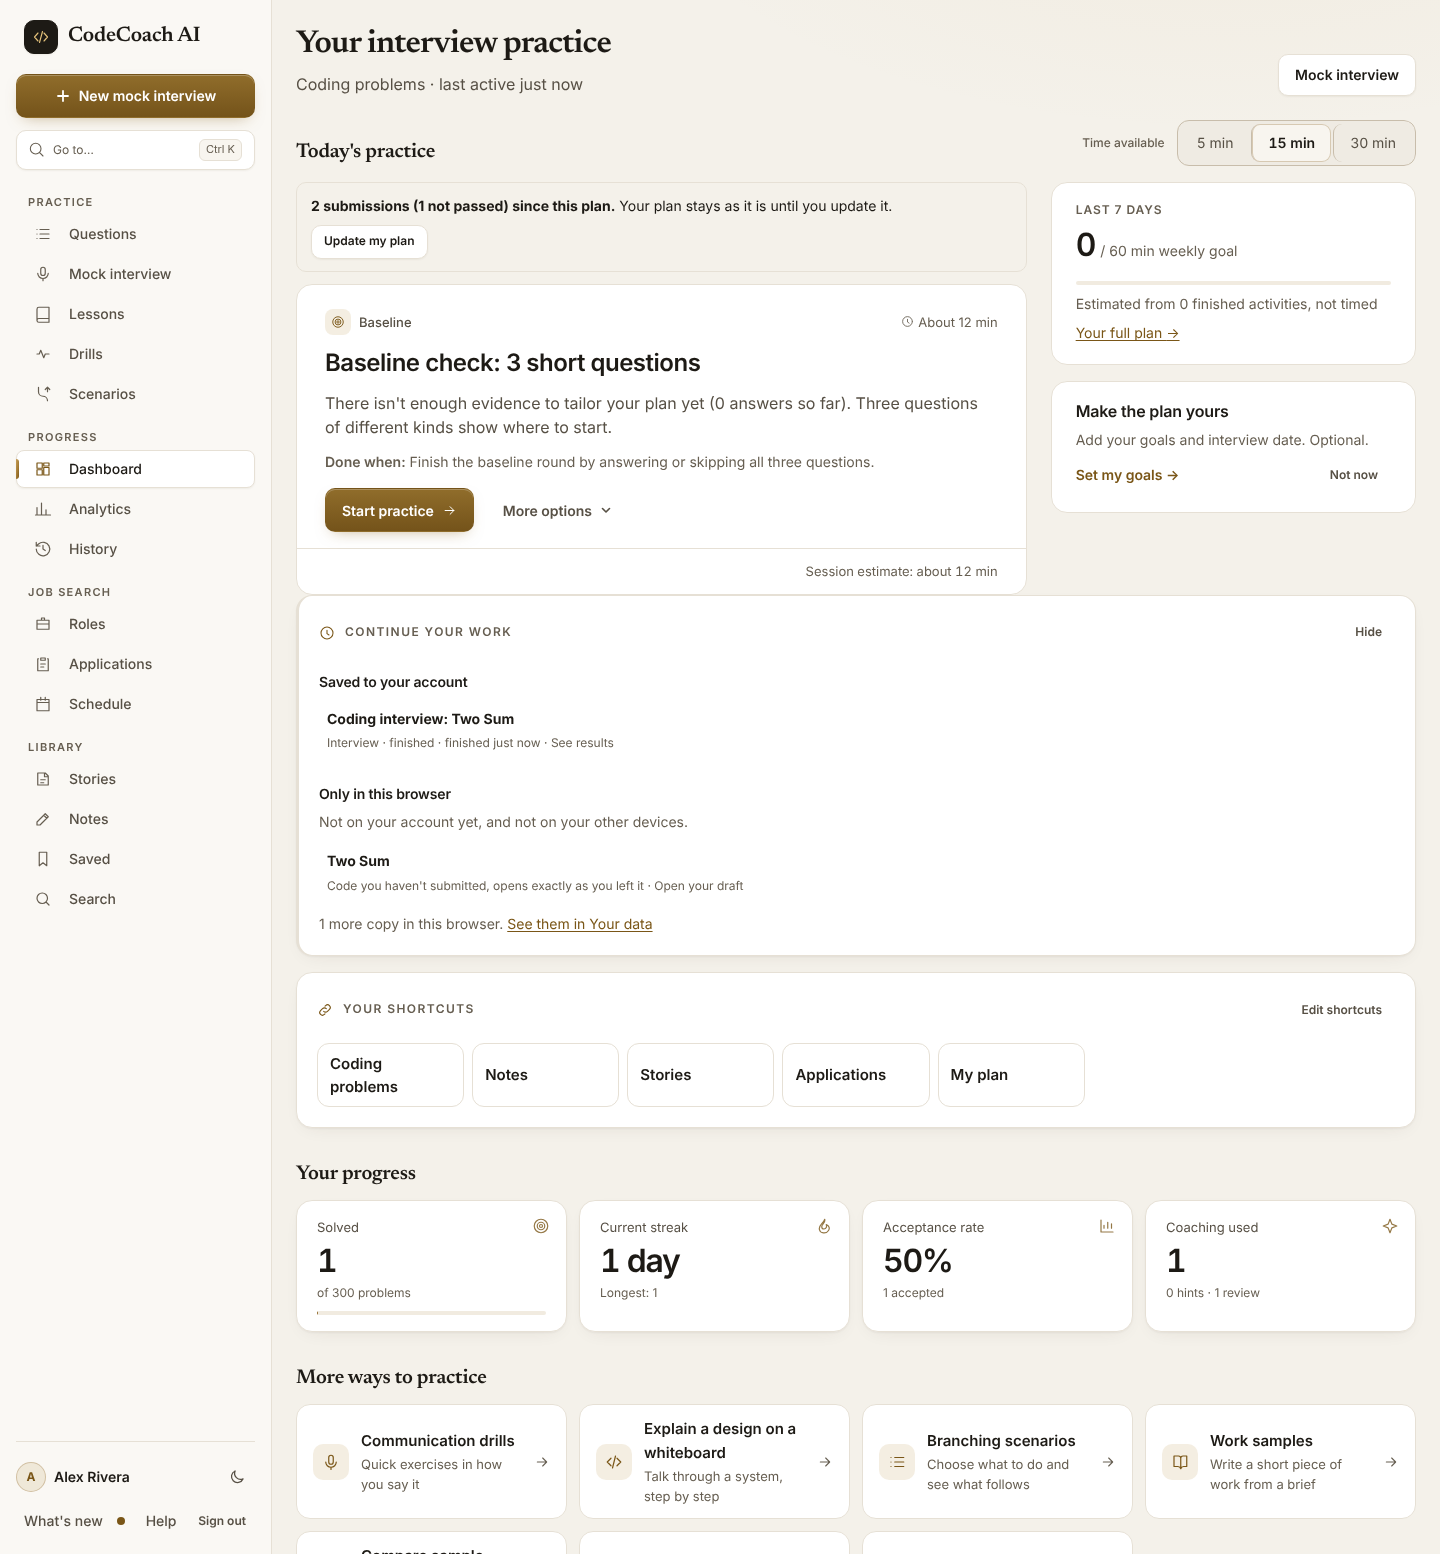 CodeCoach AI
New mock interview
Go to...
Ctrl K
PRACTICE
Questions
Mock interview
Lessons
Drills
Scenarios
PROGRESS
Dashboard
Analytics
History
JOB SEARCH
Roles
Applications
Schedule
LIBRARY
Stories
Notes
Saved
Search
A
Alex Rivera
What's new
Help
Sign out
Your interview practice
Coding problems · last active just now
Mock interview
Today's practice
Time available
5 min
15 min
30 min
2 submissions (1 not passed) since this plan. Your plan stays as it is until you update it.
Update my plan
Baseline
About 12 min
Baseline check: 3 short questions
There isn't enough evidence to tailor your plan yet (0 answers so far). Three questions
of different kinds show where to start.
Done when: Finish the baseline round by answering or skipping all three questions.
Start practice →
More options
Session estimate: about 12 min
LAST 7 DAYS
0 / 60 min weekly goal
Estimated from 0 finished activities, not timed
Your full plan →
Make the plan yours
Add your goals and interview date. Optional.
Set my goals →
Not now
CONTINUE YOUR WORK
Hide
Saved to your account
Coding interview: Two Sum
Interview · finished · finished just now · See results
Only in this browser
Not on your account yet, and not on your other devices.
Two Sum
Code you haven't submitted, opens exactly as you left it · Open your draft
1 more copy in this browser. See them in Your data
YOUR SHORTCUTS
Edit shortcuts
Coding
problems
Notes
Stories
Applications
My plan
Your progress
Solved
1
of 300 problems
Current streak
1 day
Longest: 1
Acceptance rate
50%
1 accepted
Coaching used
1
0 hints · 1 review
More ways to practice
Communication drills
Quick exercises in how
you say it
→
Explain a design on a
whiteboard
Talk through a system,
step by step
→
Branching scenarios
Choose what to do and
see what follows
→
Work samples
Write a short piece of
work from a brief
→